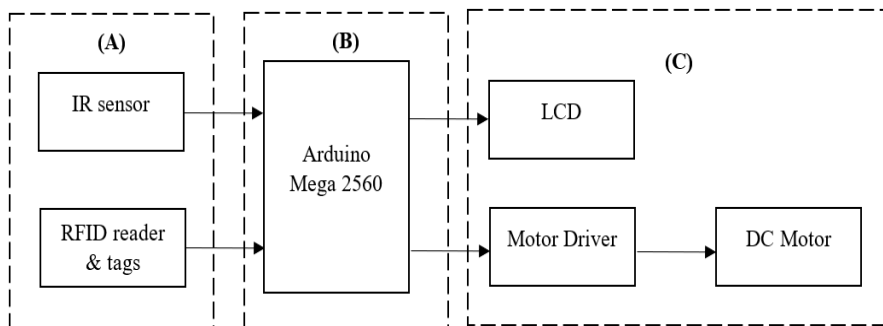 (A)
IR sensor
RFID reader
& tags
(B)
Arduino
Mega 2560
(C)
LCD
Motor Driver
DC Motor